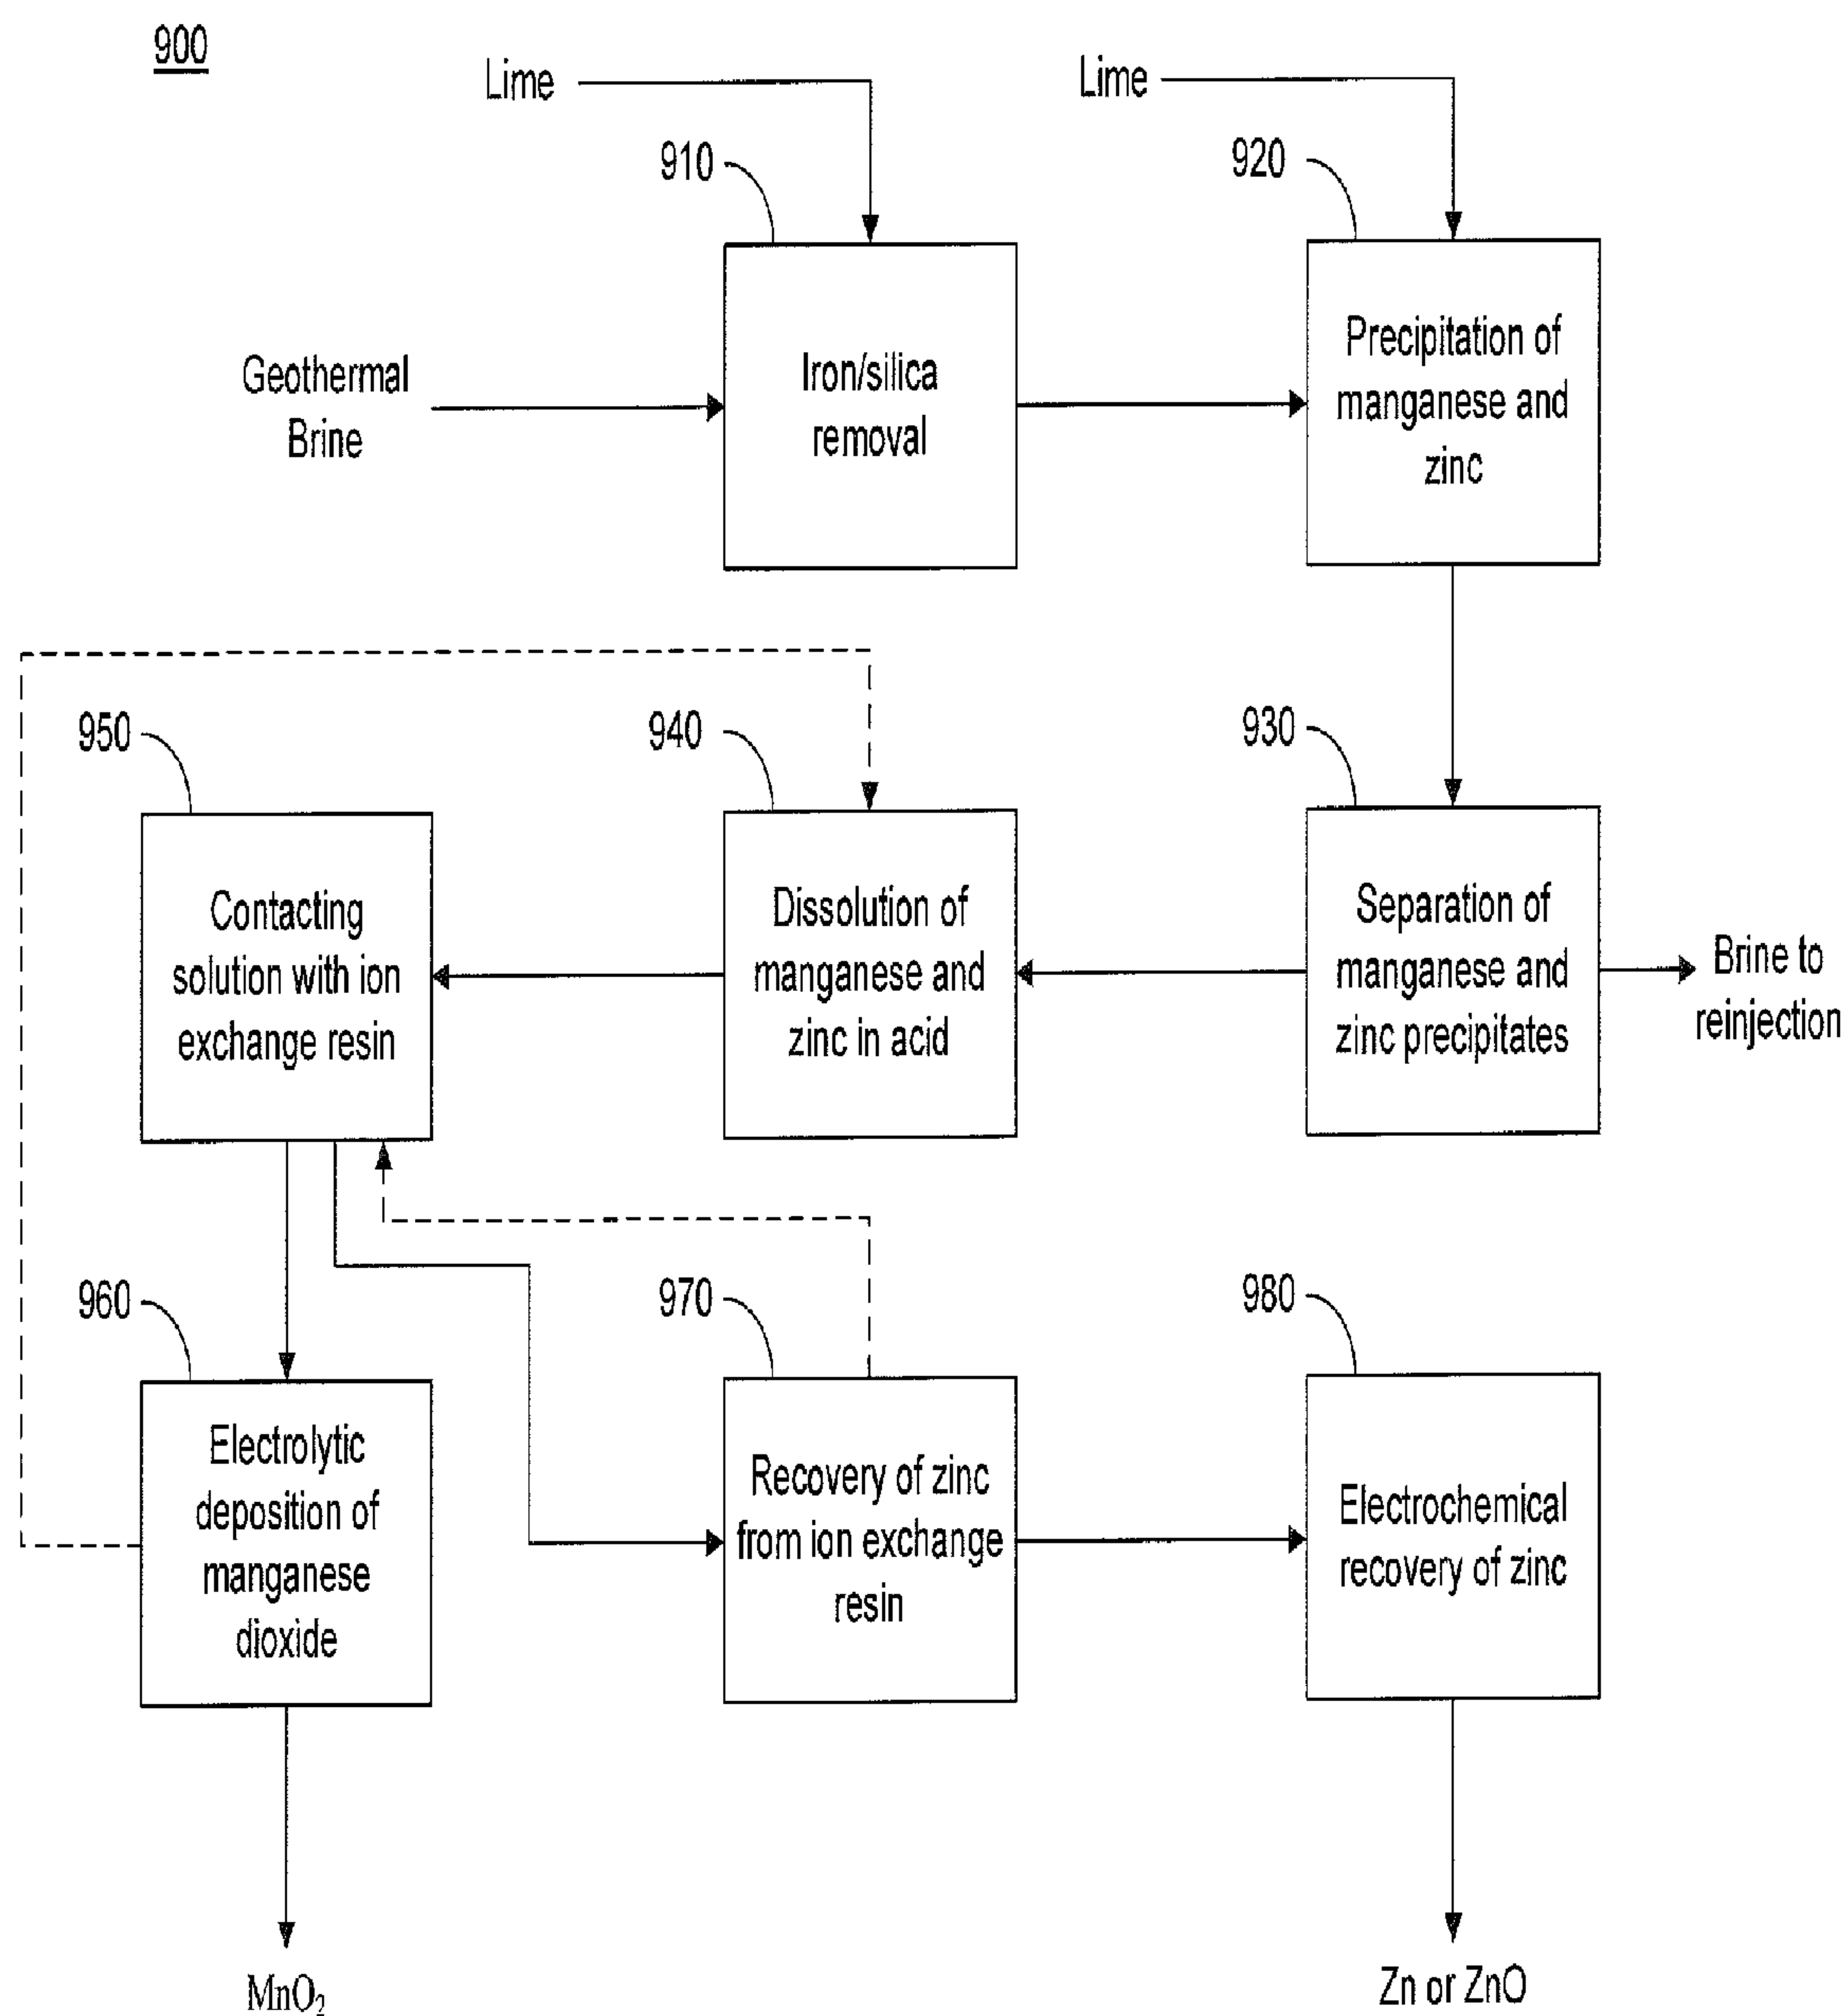 900
Lime
Lime
910
920
Geothermal
Brine
Iron/silica
removal
Precipitation of
manganese and
zinc
950
940
930
Contacting
solution with ion
exchange resin
Dissolution of
manganese and
zinc in acid
Separation of
manganese and
zinc precipitates
Brine to
reinjection
960
970
980
Electrolytic
deposition of
manganese
dioxide
Recovery of zinc
from ion exchange
resin
Electrochemical
recovery of zinc
MnO₂
Zn or ZnO